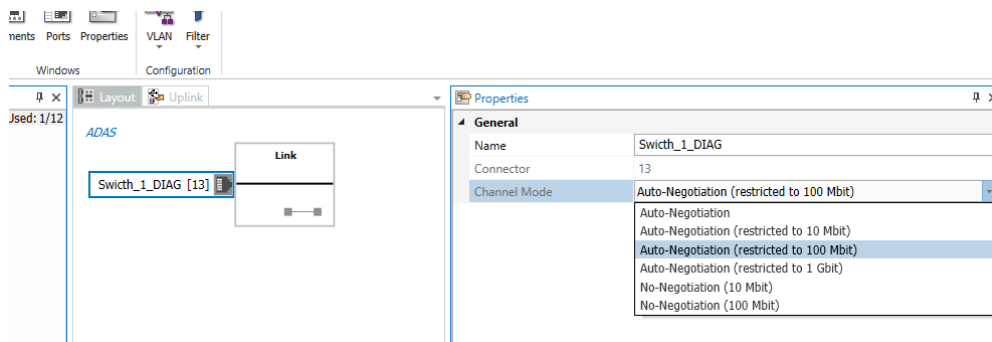 Ports Properties VLAN Filter
Windows Configuration
Used: 1/12
Layout Uplink
ADAS
Link
Swicth_1_DIAG [13]
Properties
General
Name Swicth_1_DIAG
Connector 13
Channel Mode Auto-Negotiation (restricted to 100 Mbit)
Auto-Negotiation
Auto-Negotiation (restricted to 10 Mbit)
Auto-Negotiation (restricted to 100 Mbit)
Auto-Negotiation (restricted to 1 Gbit)
No-Negotiation (10 Mbit)
No-Negotiation (100 Mbit)